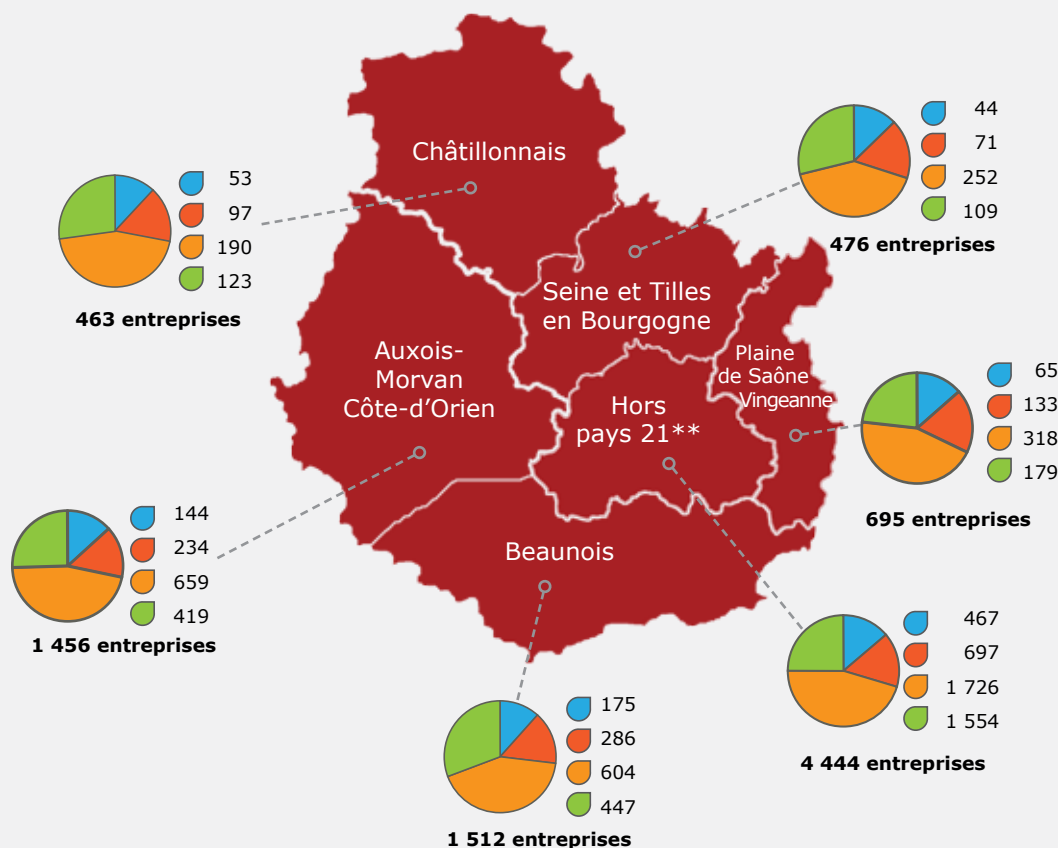 Châtillonnais
53
97
190
123
463 entreprises
44
71
252
109
476 entreprises
Seine et Tilles
en Bourgogne
Auxois-
Morvan
Côte-d'Orien
Plaine
de Saône
Vingeanne
Hors
pays 21**
65
133
318
179
695 entreprises
144
234
659
419
1 456 entreprises
Beaunois
467
697
1 726
1 554
4 444 entreprises
175
286
604
447
1 512 entreprises